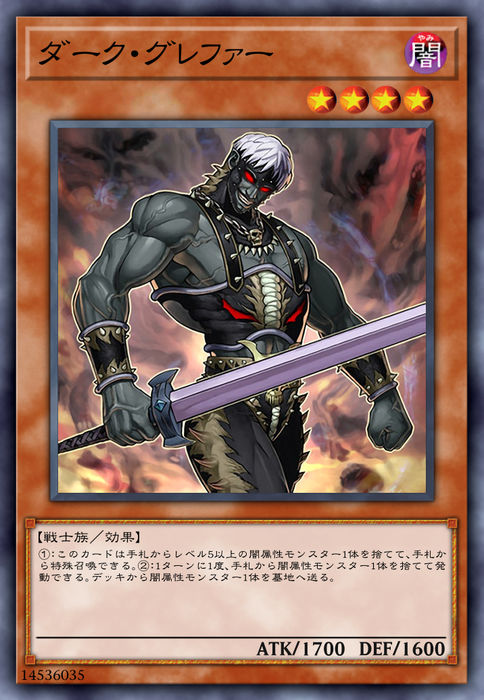 ダーク・グレファー
やみ
闇
【戦士族／効果】
①：このカードは手札からレベル5以上の闇属性モンスター1体を捨てて、手札か
ら特殊召喚できる。②：1ターンに1度、手札から闇属性モンスター1体を捨てて発
動できる。デッキから闇属性モンスター1体を墓地へ送る。
ATK/1700 DEF/1600
14536035